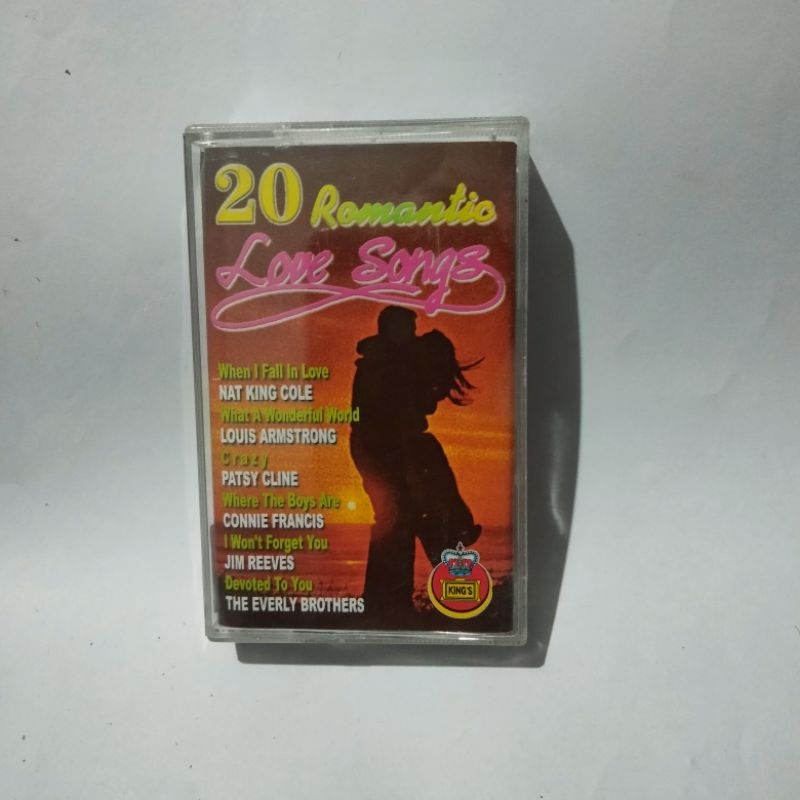 20 Romantic
Love Songs
When I Fall In Love
NAT KING COLE
What A Wonderful World
LOUIS ARMSTRONG
Crazy
PATSY CLINE
Where The Boys Are
CONNIE FRANCIS
I Won't Forget You
JIM REEVES
Devoted To You
THE EVERLY BROTHERS
KING'S